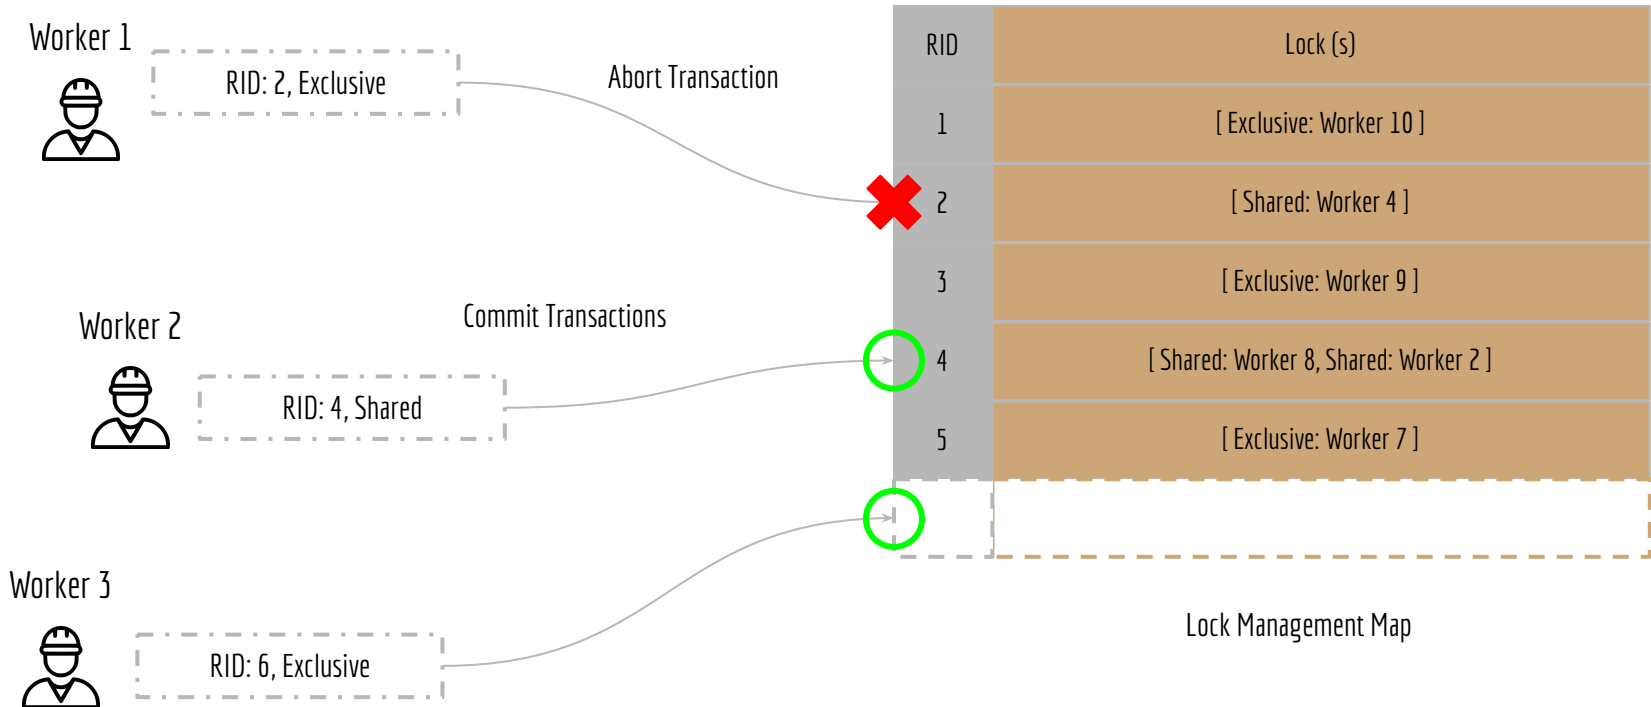 Worker 1
RID: 2, Exclusive
Abort Transaction
Worker 2
RID: 4, Shared
Commit Transactions
Worker 3
RID: 6, Exclusive
RID Lock (s)
1 [ Exclusive: Worker 10 ]
2 [ Shared: Worker 4 ]
3 [ Exclusive: Worker 9 ]
4 [ Shared: Worker 8, Shared: Worker 2 ]
5 [ Exclusive: Worker 7 ]
Lock Management Map